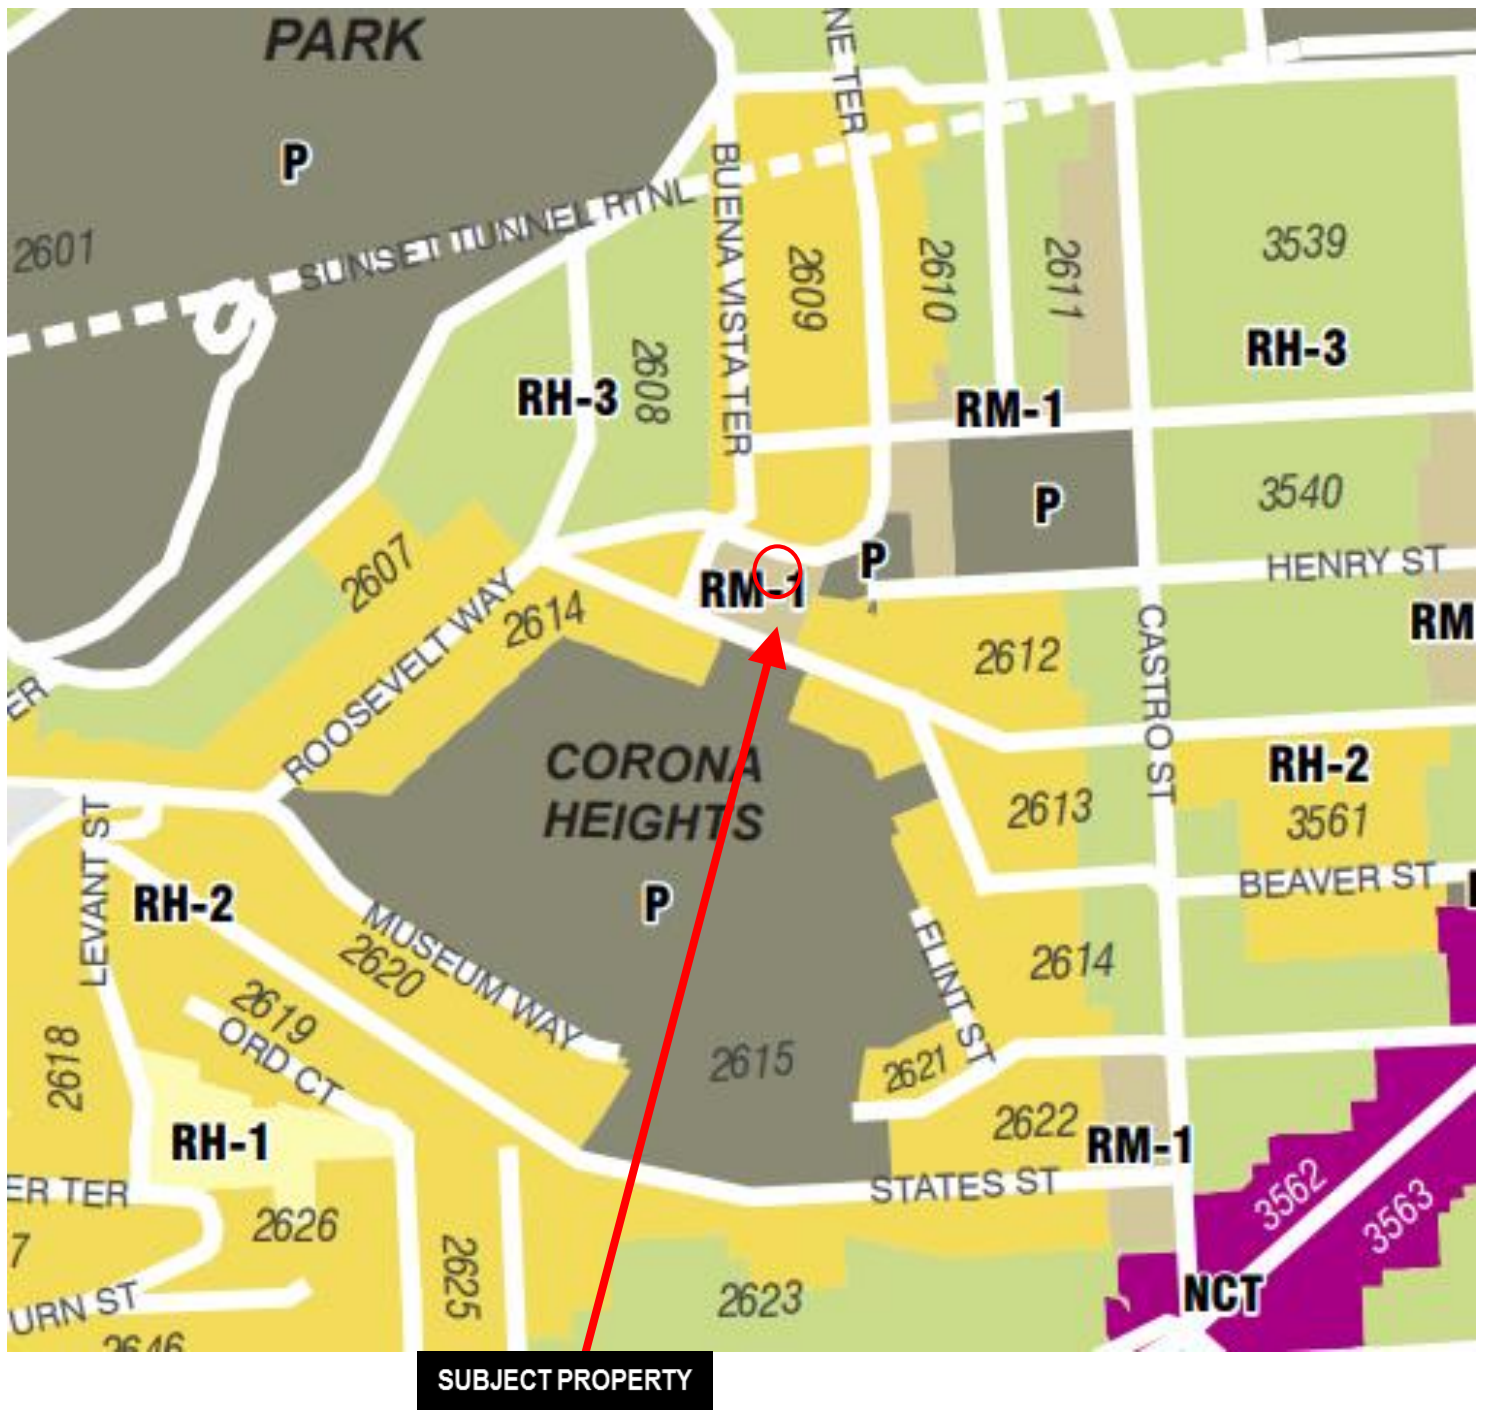 PARK
P
2601
SUNSET TUNNEL RTNL
BUENA VISTA TER
NE TER
2609
2610
2611
3539
RH-3
RH-3
2608
RM-1
P
3540
HENRY ST
P
RM-1
RM
2607
2614
ROOSEVELT WAY
2612
CASTRO ST
ER
CORONA
HEIGHTS
P
RH-2
2613
3561
BEAVER ST
LEVANT ST
RH-2
MUSEUM WAY
2620
2619
ORD CT
FLINT ST
2614
2618
2615
2621
2622
RM-1
RH-1
ER TER
STATES ST
3562
3563
2626
7
2625
2623
NCT
URN ST
2646
SUBJECT PROPERTY